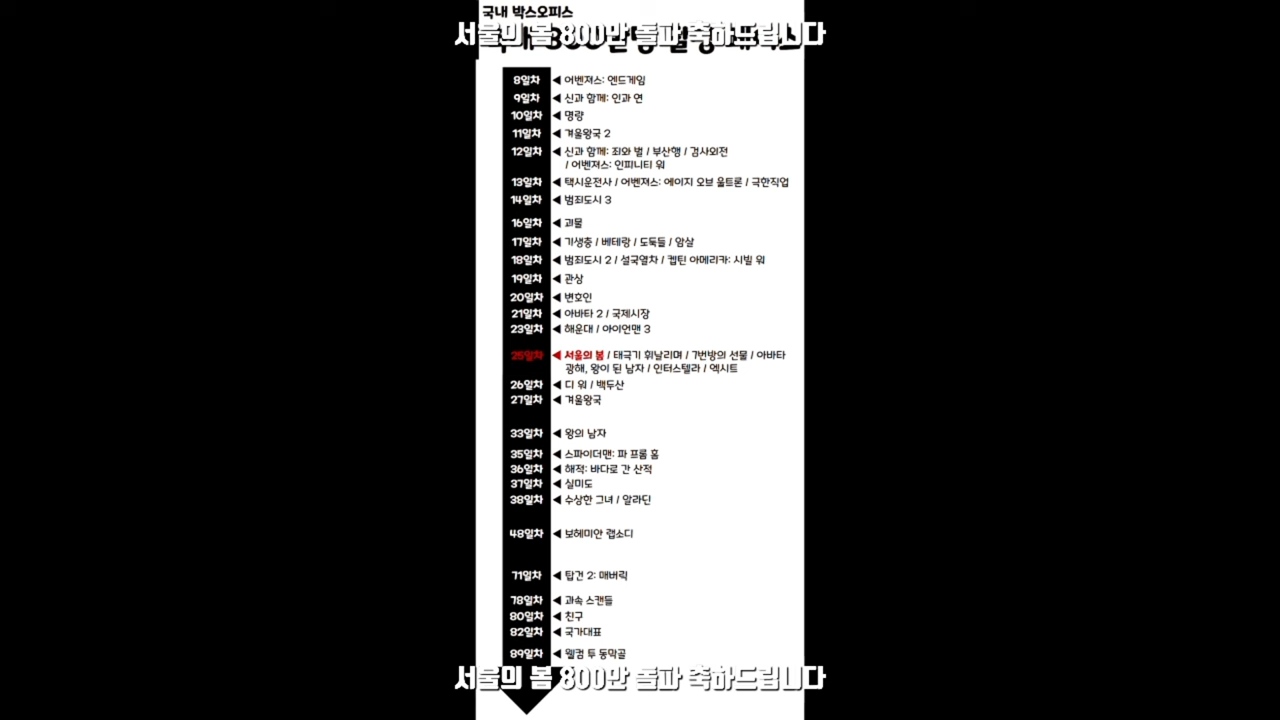 국내 박스오피스
서울의 봄 800만 돌파 축하드립니다
8일차 ◀ 어벤져스: 엔드게임
9일차 ◀ 신과 함께: 인과 연
10일차 ◀ 명량
11일차 ◀ 겨울왕국 2
12일차 ◀ 신과 함께: 죄와 벌 / 부산행 / 검사외전
/ 어벤져스: 인피니티 워
13일차 ◀ 택시운전사 / 어벤져스: 에이지 오브 울트론 / 극한직업
14일차 ◀ 범죄도시 3
16일차 ◀ 괴물
17일차 ◀ 기생충 / 베테랑 / 도둑들 / 암살
18일차 ◀ 범죄도시 2 / 설국열차 / 켑틴 아메리카: 시빌 워
19일차 ◀ 관상
20일차 ◀ 변호인
21일차 ◀ 아바타 2 / 국제시장
23일차 ◀ 해운대 / 아이언맨 3
25일차 ◀ 서울의 봄 / 태극기 휘날리며 / 7번방의 선물 / 아바타
광해, 왕이 된 남자 / 인터스텔라 / 엑시트
26일차 ◀ 디 워 / 백두산
27일차 ◀ 겨울왕국
33일차 ◀ 왕의 남자
35일차 ◀ 스파이더맨: 파 프롬 홈
36일차 ◀ 해적: 바다로 간 산적
37일차 ◀ 실미도
38일차 ◀ 수상한 그녀 / 알라딘
48일차 ◀ 보헤미안 랩소디
71일차 ◀ 탑건 2: 매버릭
78일차 ◀ 과속 스캔들
80일차 ◀ 친구
82일차 ◀ 국가대표
89일차 ◀ 웰컴 투 동막골
서울의 봄 800만 돌파 축하드립니다